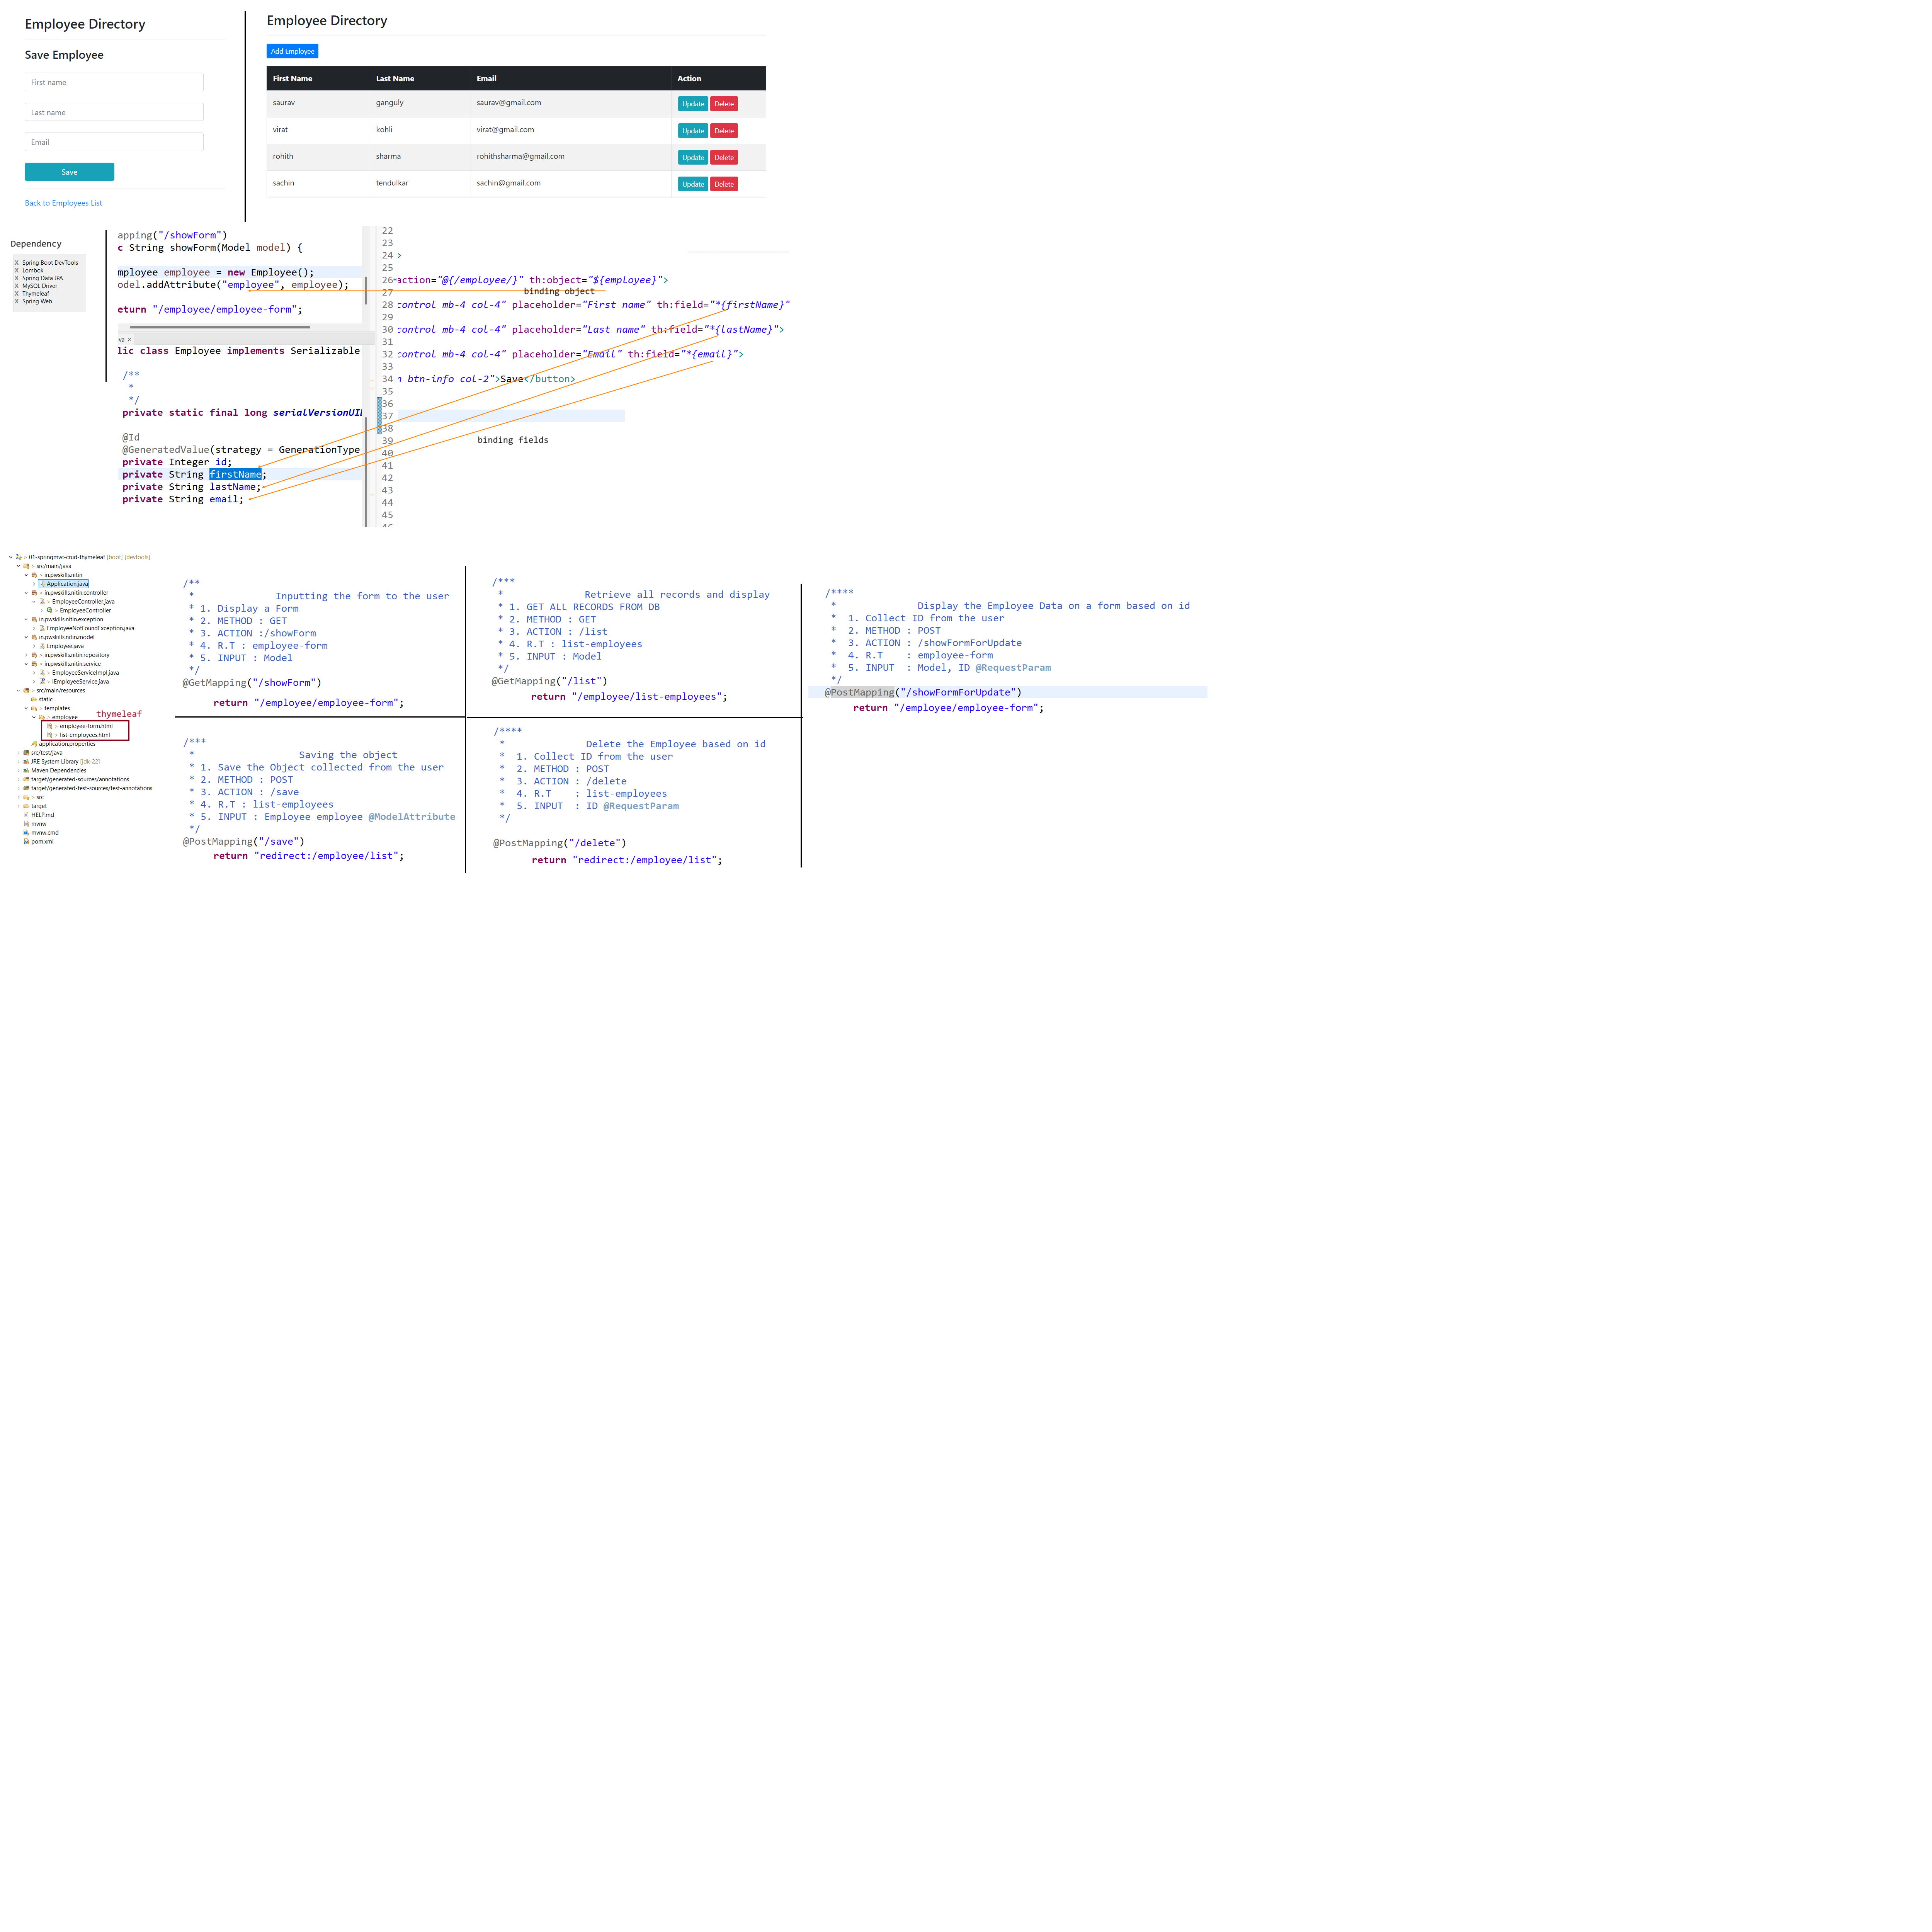 Employee Directory
Save Employee
First name
Last name
Email
Save
Back to Employees List
Employee Directory
Add Employee
First Name Last Name Email Action
saurav ganguly saurav@gmail.com Update Delete
virat kohli virat@gmail.com Update Delete
rohith sharma rohithsharma@gmail.com Update Delete
sachin tendulkar sachin@gmail.com Update Delete
Dependency
X Spring Boot DevTools
X Lombok
X Spring Data JPA
X MySQL Driver
X Thymeleaf
X Spring Web
apping("/showForm")
c String showForm(Model model) {
mployee employee = new Employee();
odel.addAttribute("employee", employee);
eturn "/employee/employee-form";
va ×
lic class Employee implements Serializable
/**
*
*/
private static final long serialVersionUI
@Id
@GeneratedValue(strategy = GenerationType
private Integer id;
private String firstName;
private String lastName;
private String email;
22
23
24 >
25
26 action="@{/employee/}" th:object="${employee}">
27 binding object
28 control mb-4 col-4" placeholder="First name" th:field="*{firstName}"
29
30 control mb-4 col-4" placeholder="Last name" th:field="*{lastName}">
31
32 control mb-4 col-4" placeholder="Email" th:field="*{email}">
33
34 n btn-info col-2">Save</button>
35
36
37
38
39 binding fields
40
41
42
43
44
45
46
> 01-springmvc-crud-thymeleaf [boot] [devtools]
> src/main/java
> in.pwskills.nitin
Application.java
> in.pwskills.nitin.controller
> EmployeeController.java
> EmployeeController
in.pwskills.nitin.exception
EmployeeNotFoundException.java
in.pwskills.nitin.model
Employee.java
> in.pwskills.nitin.repository
> in.pwskills.nitin.service
> EmployeeServiceImpl.java
> IEmployeeService.java
> src/main/resources
static
> templates
> employee
thymeleaf
> employee-form.html
> list-employees.html
application.properties
src/test/java
JRE System Library [jdk-22]
Maven Dependencies
target/generated-sources/annotations
target/generated-test-sources/test-annotations
> src
target
HELP.md
mvnw
mvnw.cmd
pom.xml
/**
* Inputting the form to the user
* 1. Display a Form
* 2. METHOD : GET
* 3. ACTION :/showForm
* 4. R.T : employee-form
* 5. INPUT : Model
*/
@GetMapping("/showForm")
return "/employee/employee-form";
/***
* Retrieve all records and display
* 1. GET ALL RECORDS FROM DB
* 2. METHOD : GET
* 3. ACTION : /list
* 4. R.T : list-employees
* 5. INPUT : Model
*/
@GetMapping("/list")
return "/employee/list-employees";
/****
* Display the Employee Data on a form based on id
* 1. Collect ID from the user
* 2. METHOD : POST
* 3. ACTION : /showFormForUpdate
* 4. R.T : employee-form
* 5. INPUT : Model, ID @RequestParam
*/
@PostMapping("/showFormForUpdate")
return "/employee/employee-form";
/***
* Saving the object
* 1. Save the Object collected from the user
* 2. METHOD : POST
* 3. ACTION : /save
* 4. R.T : list-employees
* 5. INPUT : Employee employee @ModelAttribute
*/
@PostMapping("/save")
return "redirect:/employee/list";
/****
* Delete the Employee based on id
* 1. Collect ID from the user
* 2. METHOD : POST
* 3. ACTION : /delete
* 4. R.T : list-employees
* 5. INPUT : ID @RequestParam
*/
@PostMapping("/delete")
return "redirect:/employee/list";